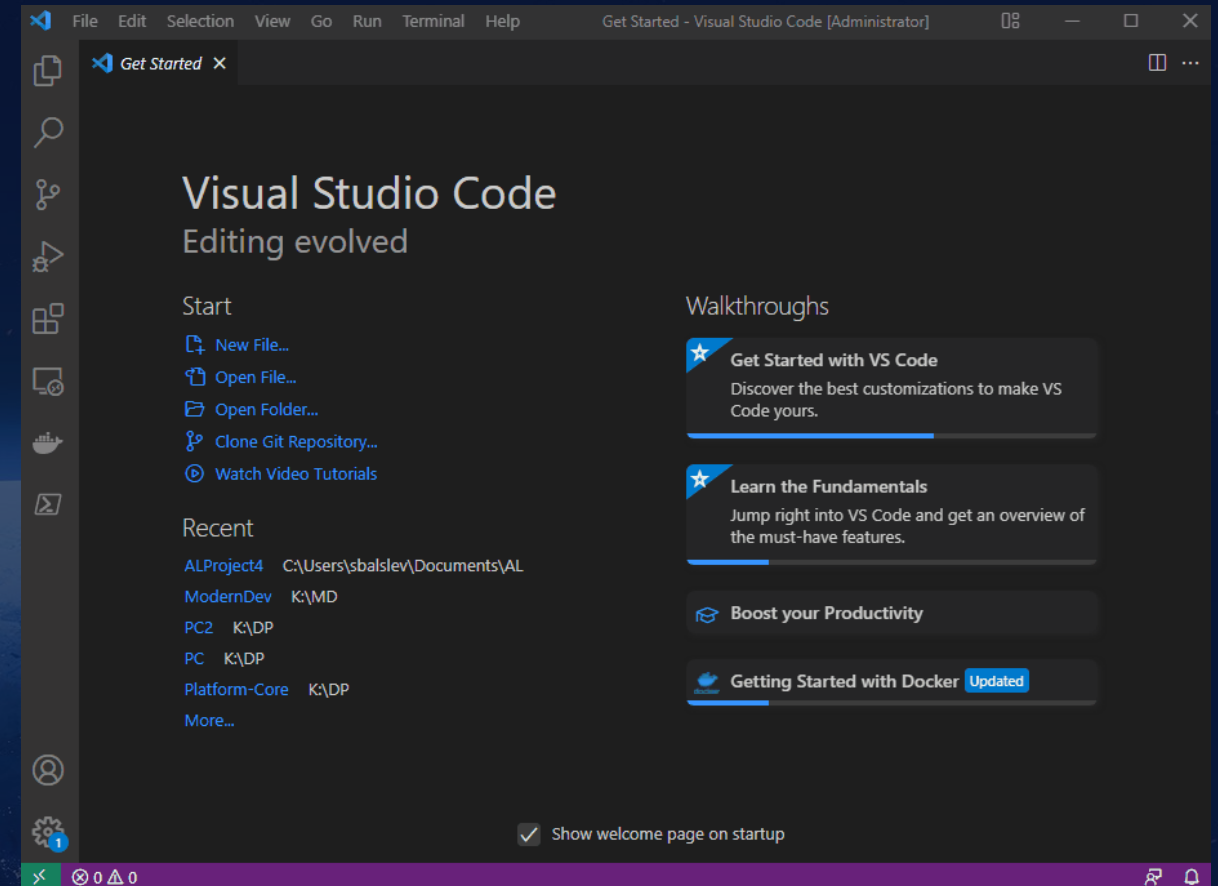 File Edit Selection View Go Run Terminal Help Get Started - Visual Studio Code [Administrator]
Get Started
Visual Studio Code
Editing evolved
Start
New File...
Open File...
Open Folder...
Clone Git Repository...
Watch Video Tutorials
Recent
ALProject4 C:\Users\sbalslev\Documents\AL
ModernDev K:\MD
PC2 K:\DP
PC K:\DP
Platform-Core K:\DP
More...
Walkthroughs
Get Started with VS Code
Discover the best customizations to make VS
Code yours.
Learn the Fundamentals
Jump right into VS Code and get an overview of
the must-have features.
Boost your Productivity
Getting Started with Docker Updated
Show welcome page on startup
1
0 0